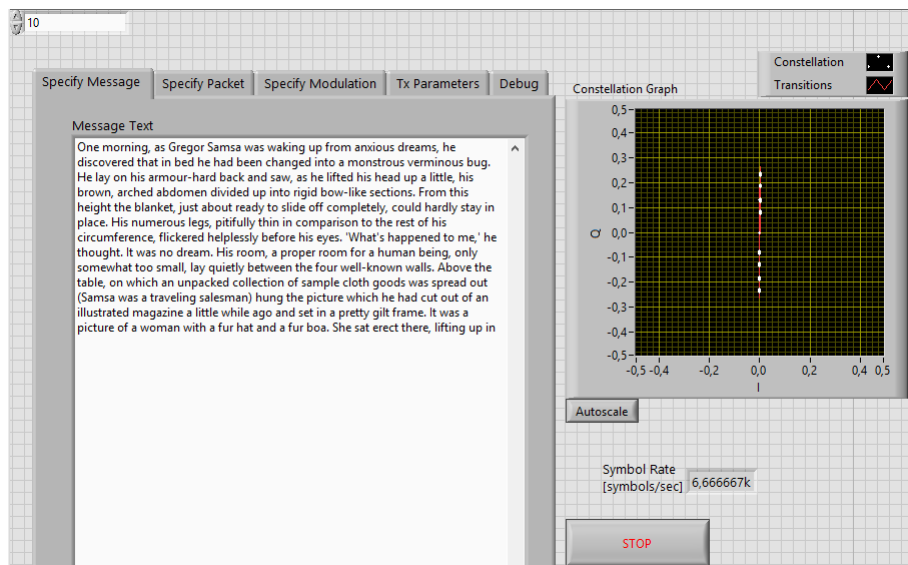 10
Specify Message
Specify Packet
Specify Modulation
Tx Parameters
Debug
Message Text
One morning, as Gregor Samsa was waking up from anxious dreams, he
discovered that in bed he had been changed into a monstrous verminous bug.
He lay on his armour-hard back and saw, as he lifted his head up a little, his
brown, arched abdomen divided up into rigid bow-like sections. From this
height the blanket, just about ready to slide off completely, could hardly stay in
place. His numerous legs, pitifully thin in comparison to the rest of his
circumference, flickered helplessly before his eyes. 'What's happened to me,' he
thought. It was no dream. His room, a proper room for a human being, only
somewhat too small, lay quietly between the four well-known walls. Above the
table, on which an unpacked collection of sample cloth goods was spread out
(Samsa was a traveling salesman) hung the picture which he had cut out of an
illustrated magazine a little while ago and set in a pretty gilt frame. It was a
picture of a woman with a fur hat and a fur boa. She sat erect there, lifting up in
Constellation
Transitions
Constellation Graph
0,5
0,4
0,3
0,2
0,1
0,0
-0,1
-0,2
-0,3
-0,4
-0,5
Q
-0,5 -0,4 -0,2 0,0 0,2 0,4 0,5
I
Autoscale
Symbol Rate
[symbols/sec] 6,666667k
STOP